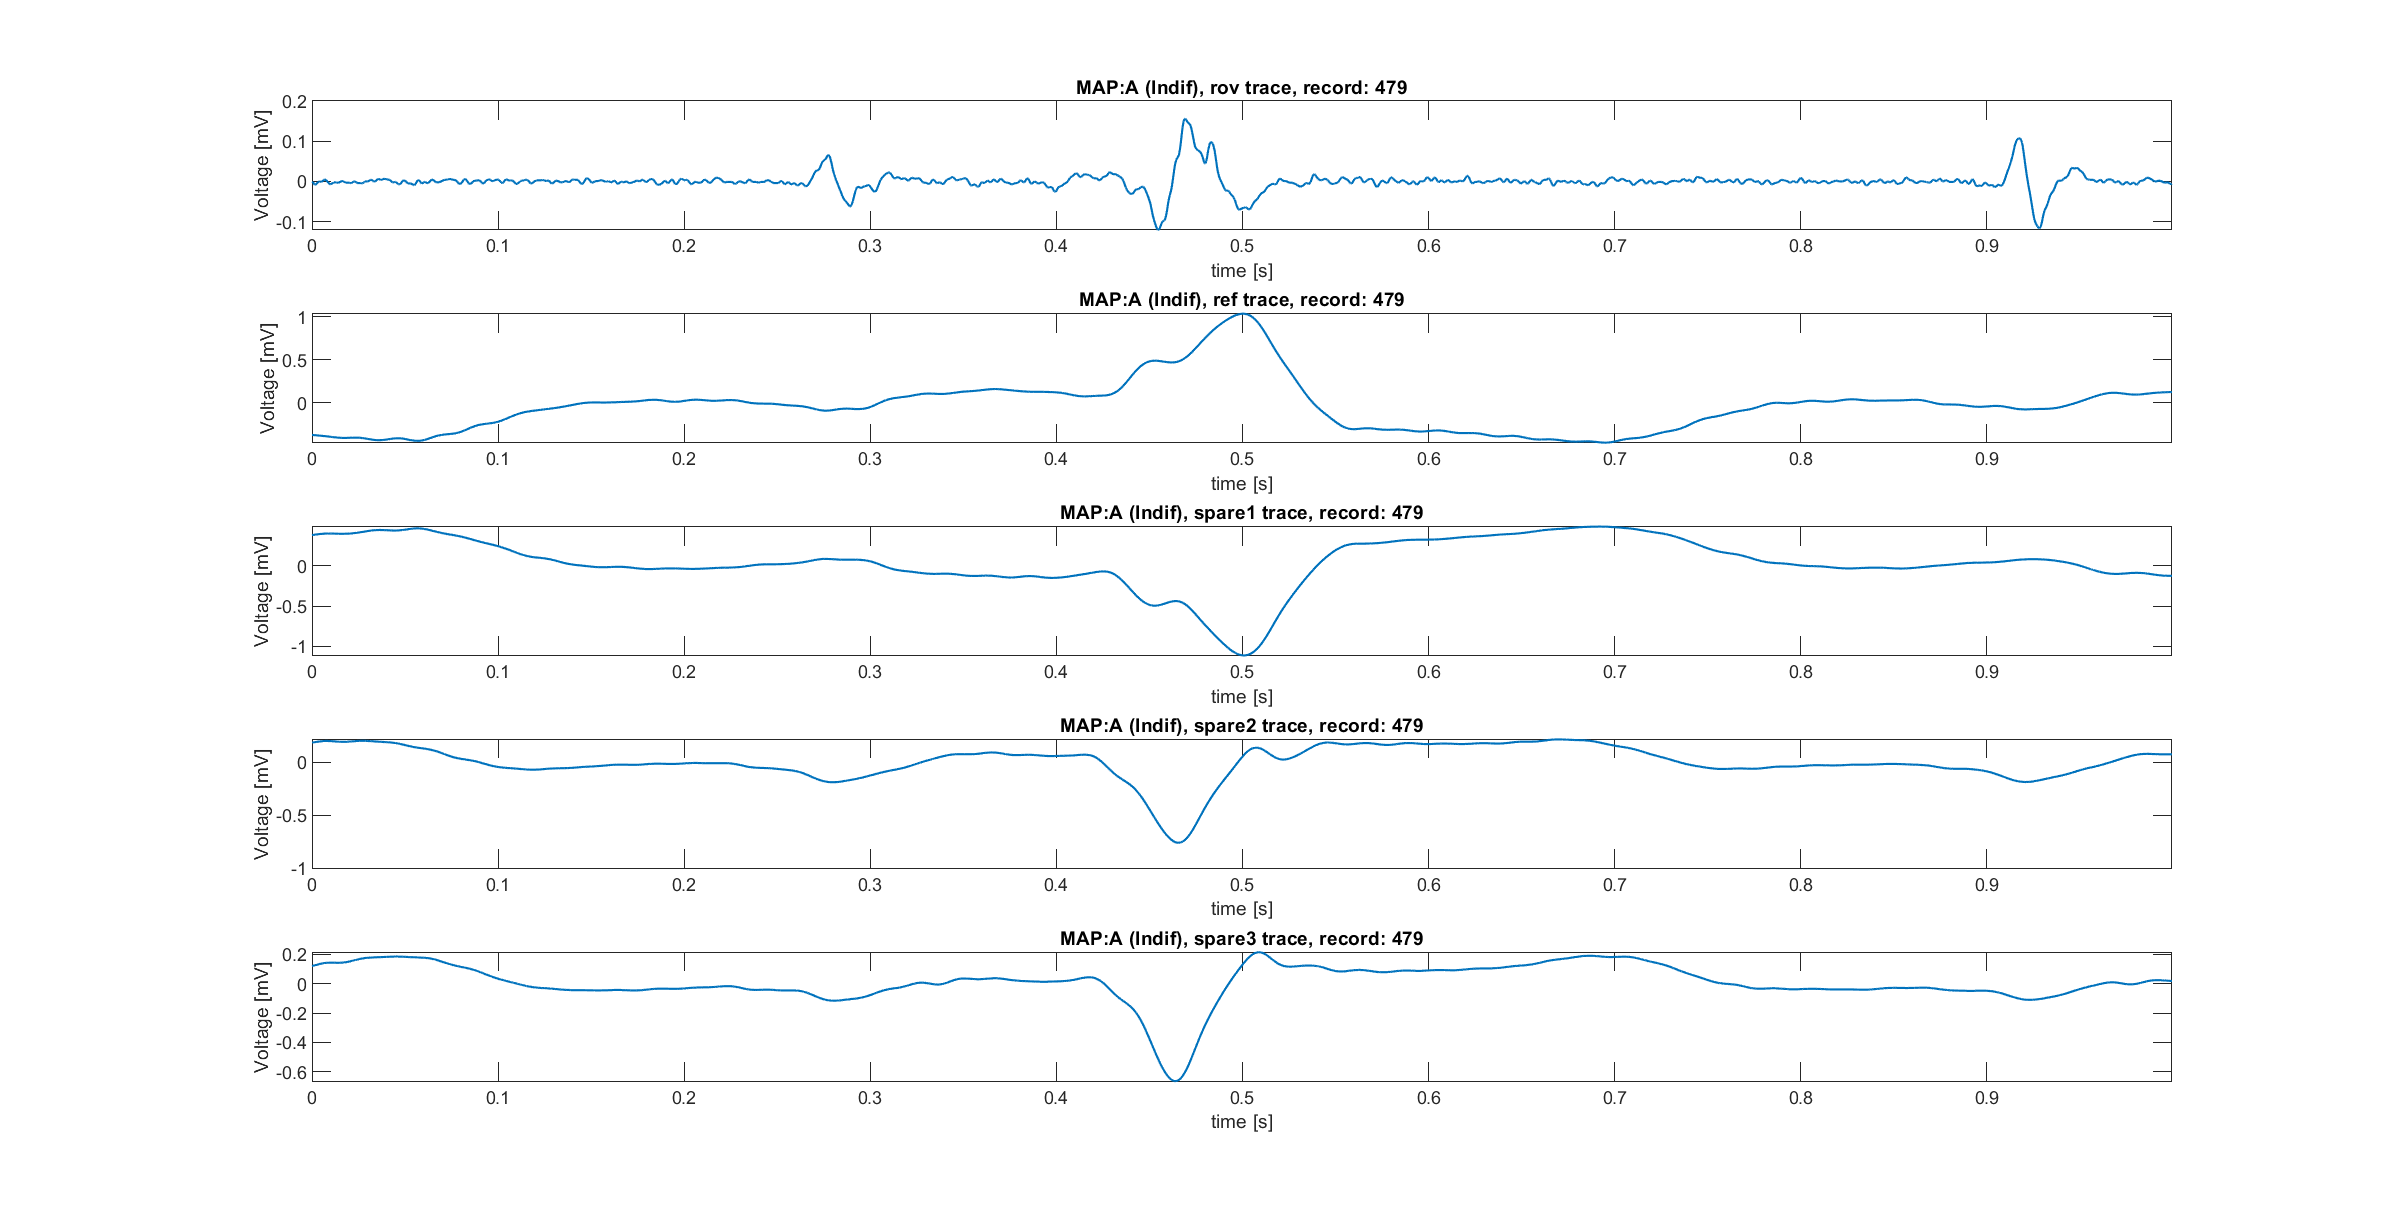 MAP:A (Indif), rov trace, record: 479
Voltage [mV]
0.2
0.1
0
-0.1
0 0.1 0.2 0.3 0.4 0.5 0.6 0.7 0.8 0.9
time [s]
MAP:A (Indif), ref trace, record: 479
Voltage [mV]
1
0.5
0
0 0.1 0.2 0.3 0.4 0.5 0.6 0.7 0.8 0.9
time [s]
MAP:A (Indif), spare1 trace, record: 479
Voltage [mV]
0
-0.5
-1
0 0.1 0.2 0.3 0.4 0.5 0.6 0.7 0.8 0.9
time [s]
MAP:A (Indif), spare2 trace, record: 479
Voltage [mV]
0
-0.5
-1
0 0.1 0.2 0.3 0.4 0.5 0.6 0.7 0.8 0.9
time [s]
MAP:A (Indif), spare3 trace, record: 479
Voltage [mV]
0.2
0
-0.2
-0.4
-0.6
0 0.1 0.2 0.3 0.4 0.5 0.6 0.7 0.8 0.9
time [s]